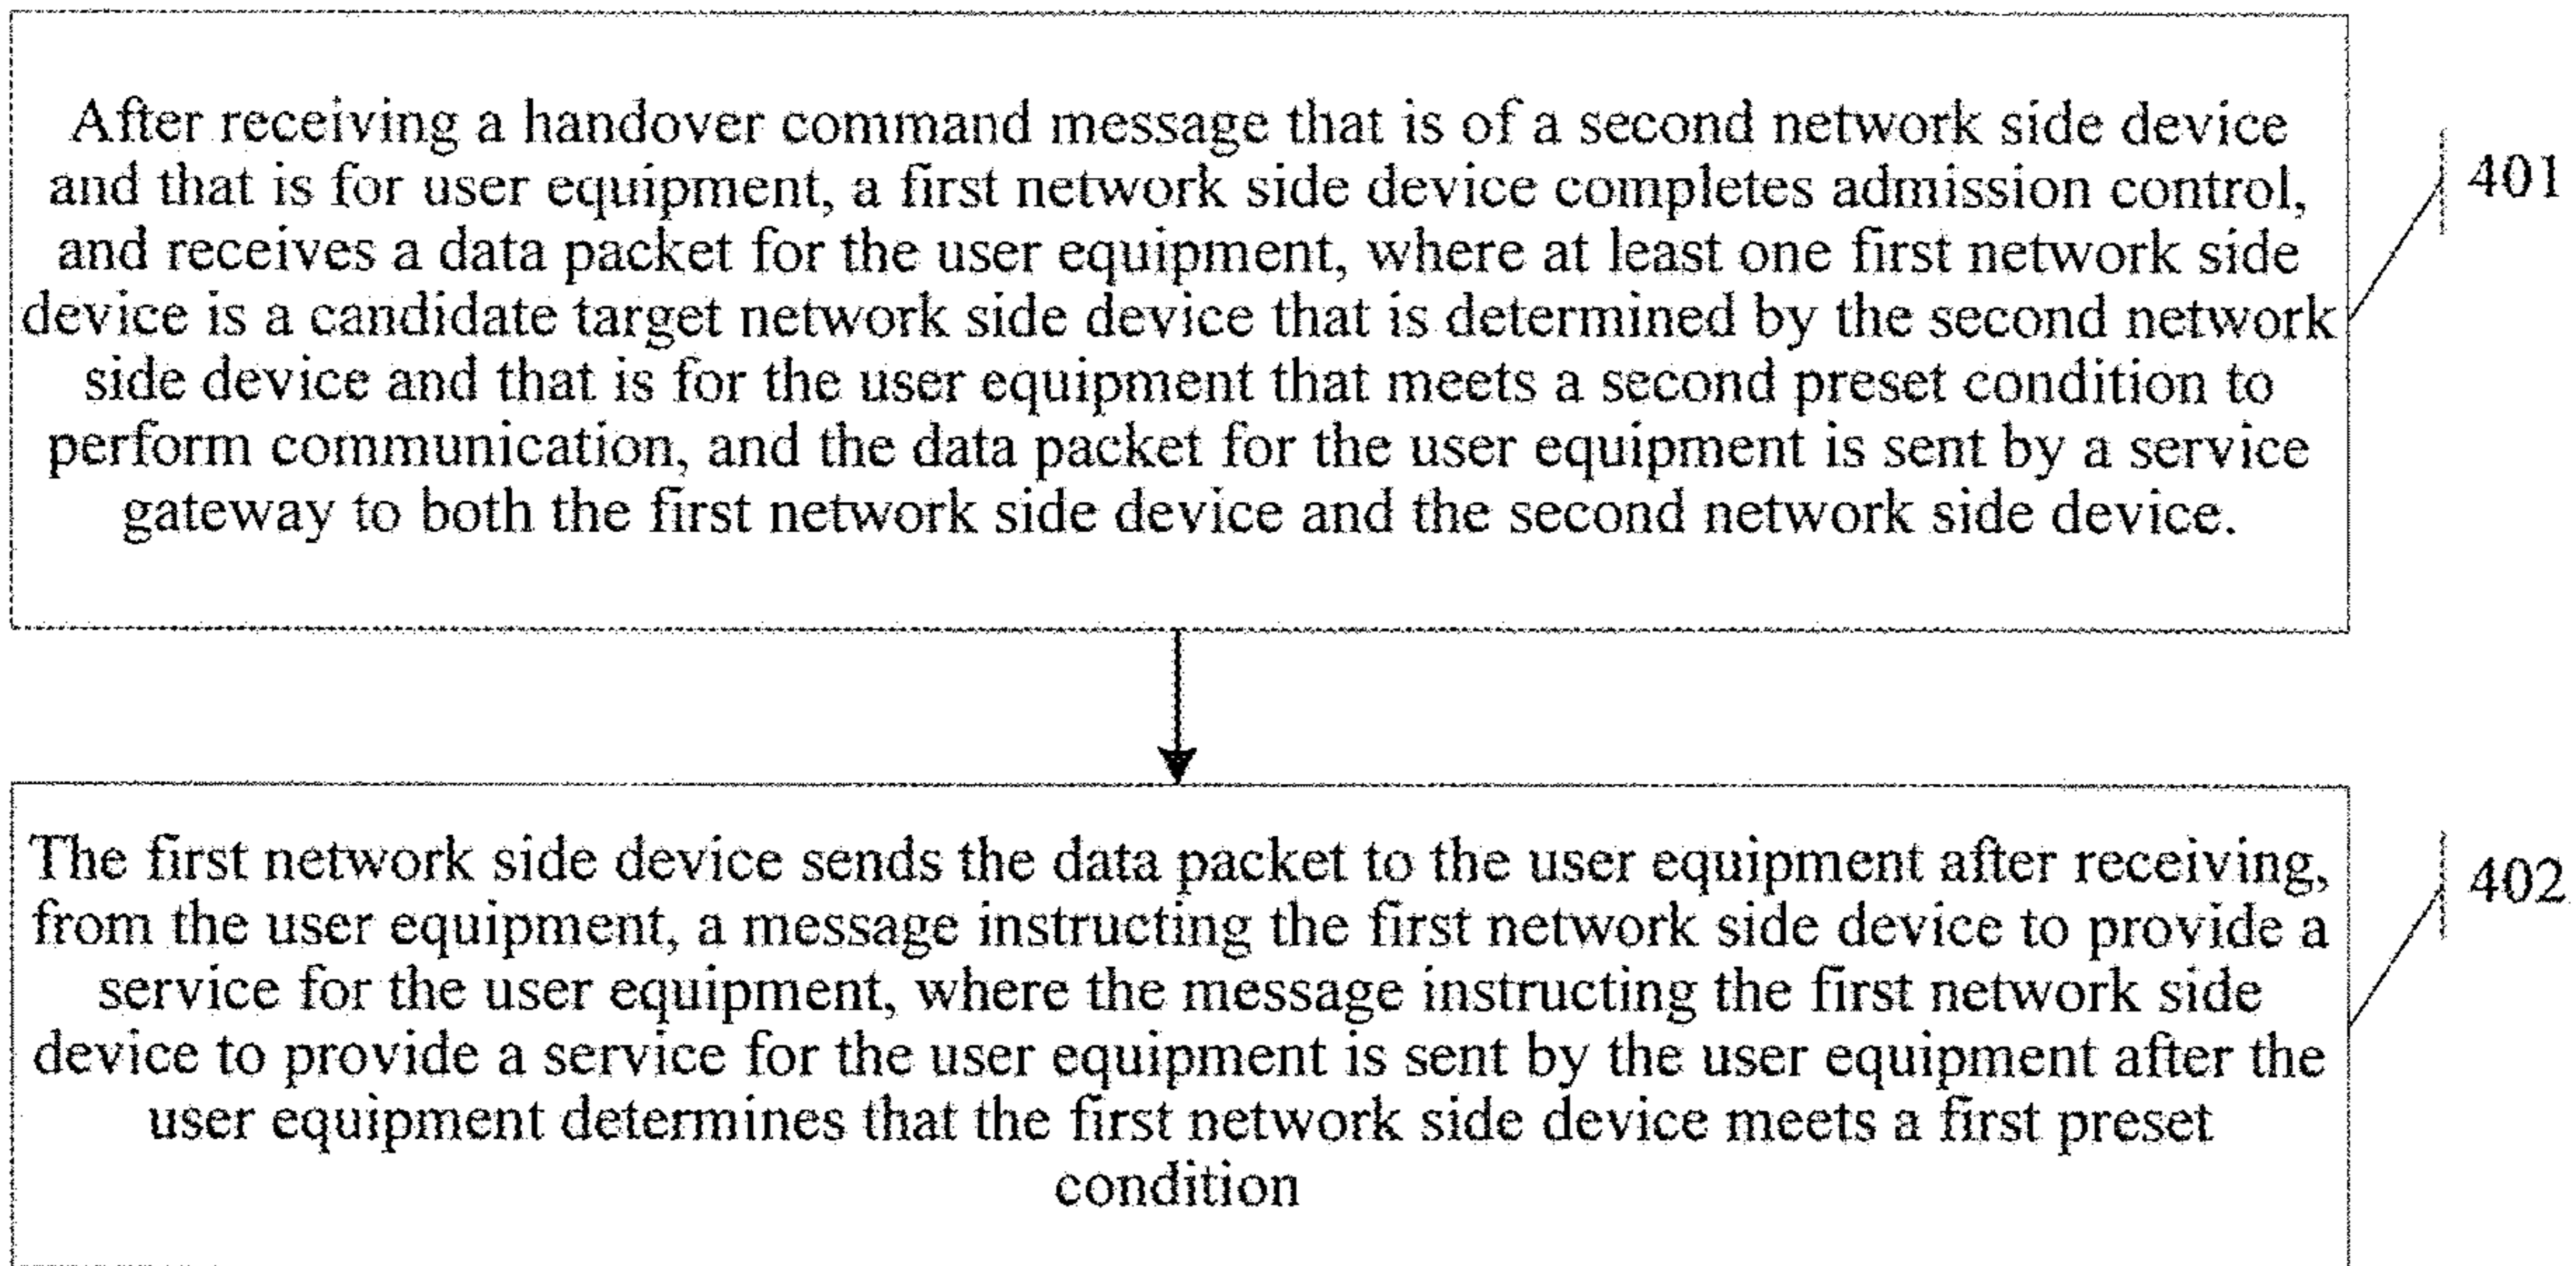 After receiving a handover command message that is of a second network side device
and that is for user equipment, a first network side device completes admission control,
and receives a data packet for the user equipment, where at least one first network side
device is a candidate target network side device that is determined by the second network
side device and that is for the user equipment that meets a second preset condition to
perform communication, and the data packet for the user equipment is sent by a service
gateway to both the first network side device and the second network side device.
401
The first network side device sends the data packet to the user equipment after receiving,
from the user equipment, a message instructing the first network side device to provide a
service for the user equipment, where the message instructing the first network side
device to provide a service for the user equipment is sent by the user equipment after the
user equipment determines that the first network side device meets a first preset
condition
402